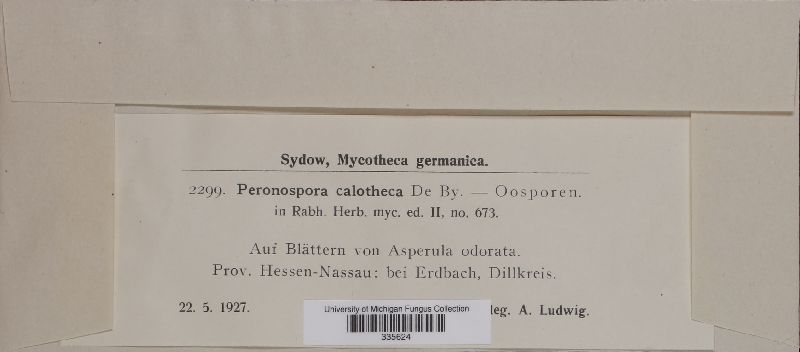 Sydow, Mycotheca germanica.
2299. Peronospora calotheca De By. — Oosporen.
in Rabh. Herb. myc. ed. II, no. 673.
Auf Blättern von Asperula odorata.
Prov. Hessen-Nassau: bei Erdbach, Dillkreis.
22. 5. 1927. leg. A. Ludwig.
University of Michigan Fungus Collection
335624